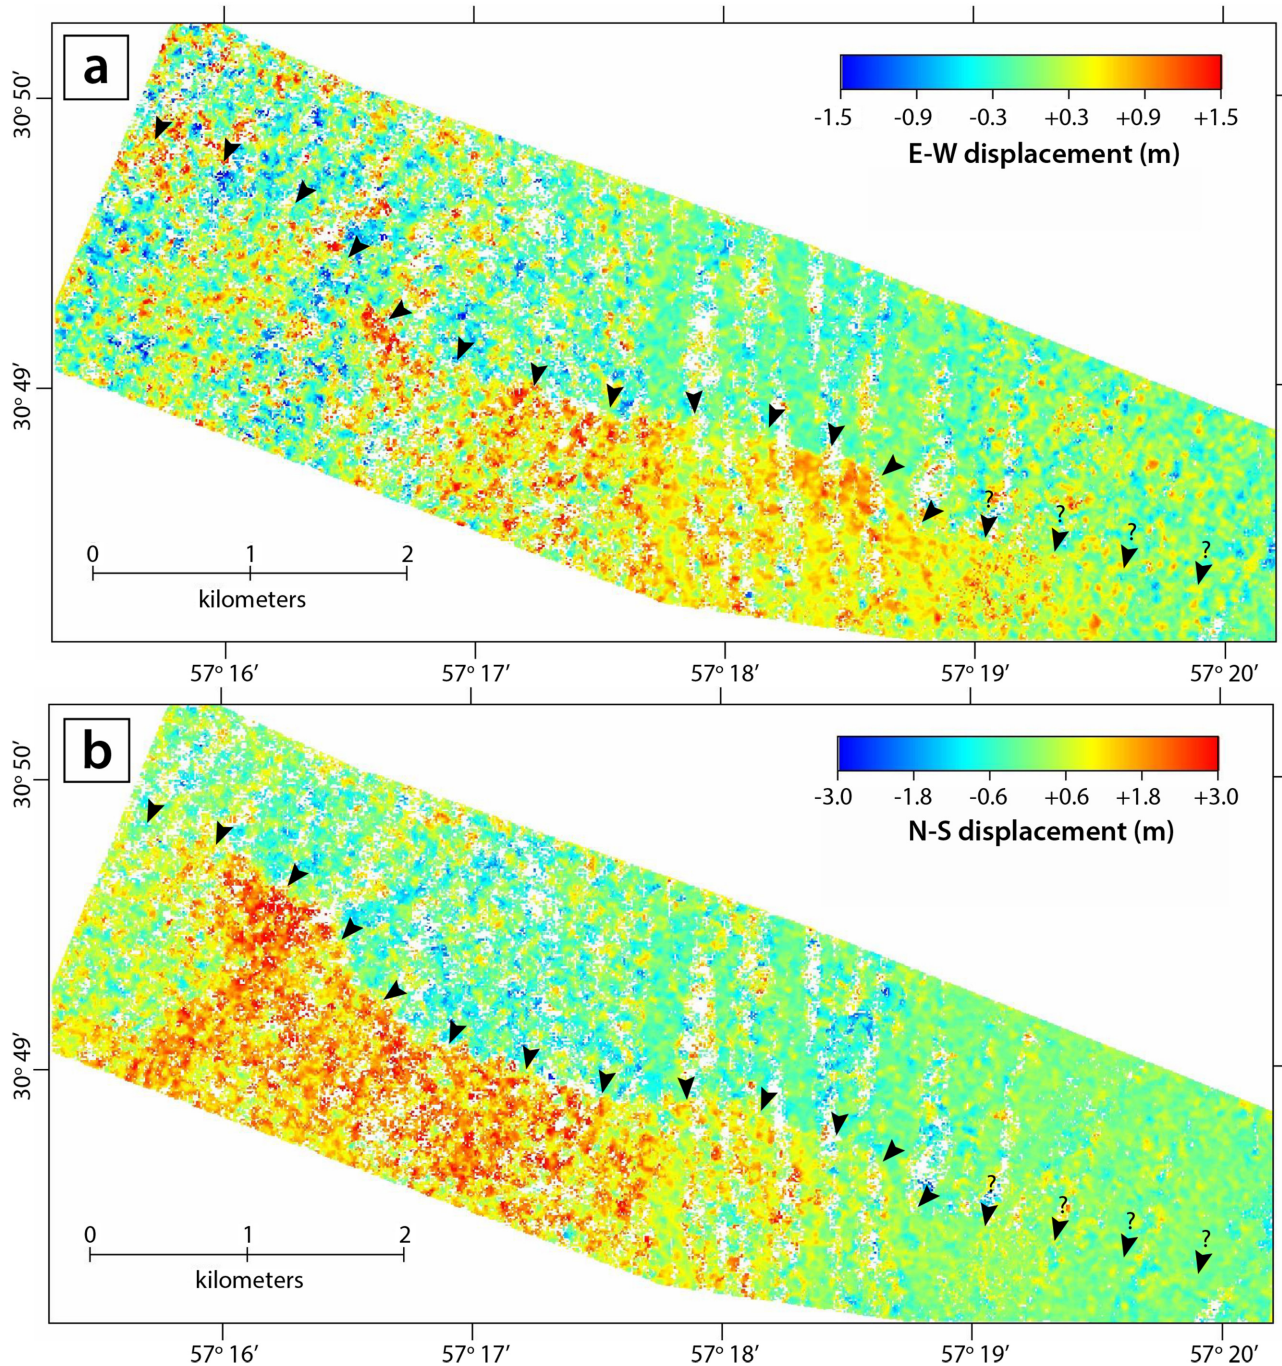 a
-1.5 -0.9 -0.3 +0.3 +0.9 +1.5
E-W displacement (m)
30° 50′
30° 49′
? ? ? ?
0 1 2
kilometers
57° 16′ 57° 17′ 57° 18′ 57° 19′ 57° 20′
b
-3.0 -1.8 -0.6 +0.6 +1.8 +3.0
N-S displacement (m)
30° 50′
30° 49′
? ? ? ?
0 1 2
kilometers
57° 16′ 57° 17′ 57° 18′ 57° 19′ 57° 20′